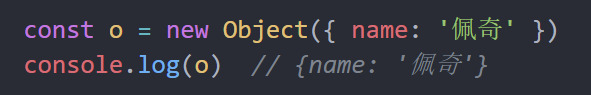 const o = new Object({ name: '佩奇' })
console.log(o)  // {name: '佩奇'}